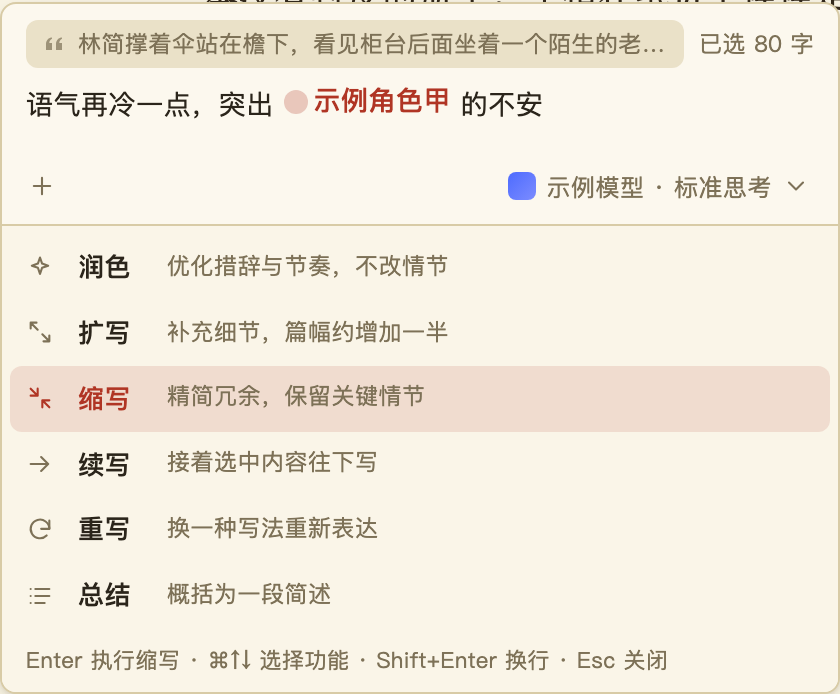 “ 林简撑着伞站在檐下，看见柜台后面坐着一个陌生的老… 已选 80 字
语气再冷一点，突出 示例角色甲 的不安
+ 示例模型 · 标准思考
润色 优化措辞与节奏，不改情节
扩写 补充细节，篇幅约增加一半
缩写 精简冗余，保留关键情节
续写 接着选中内容往下写
重写 换一种写法重新表达
总结 概括为一段简述
Enter 执行缩写 · ⌘↑↓ 选择功能 · Shift+Enter 换行 · Esc 关闭